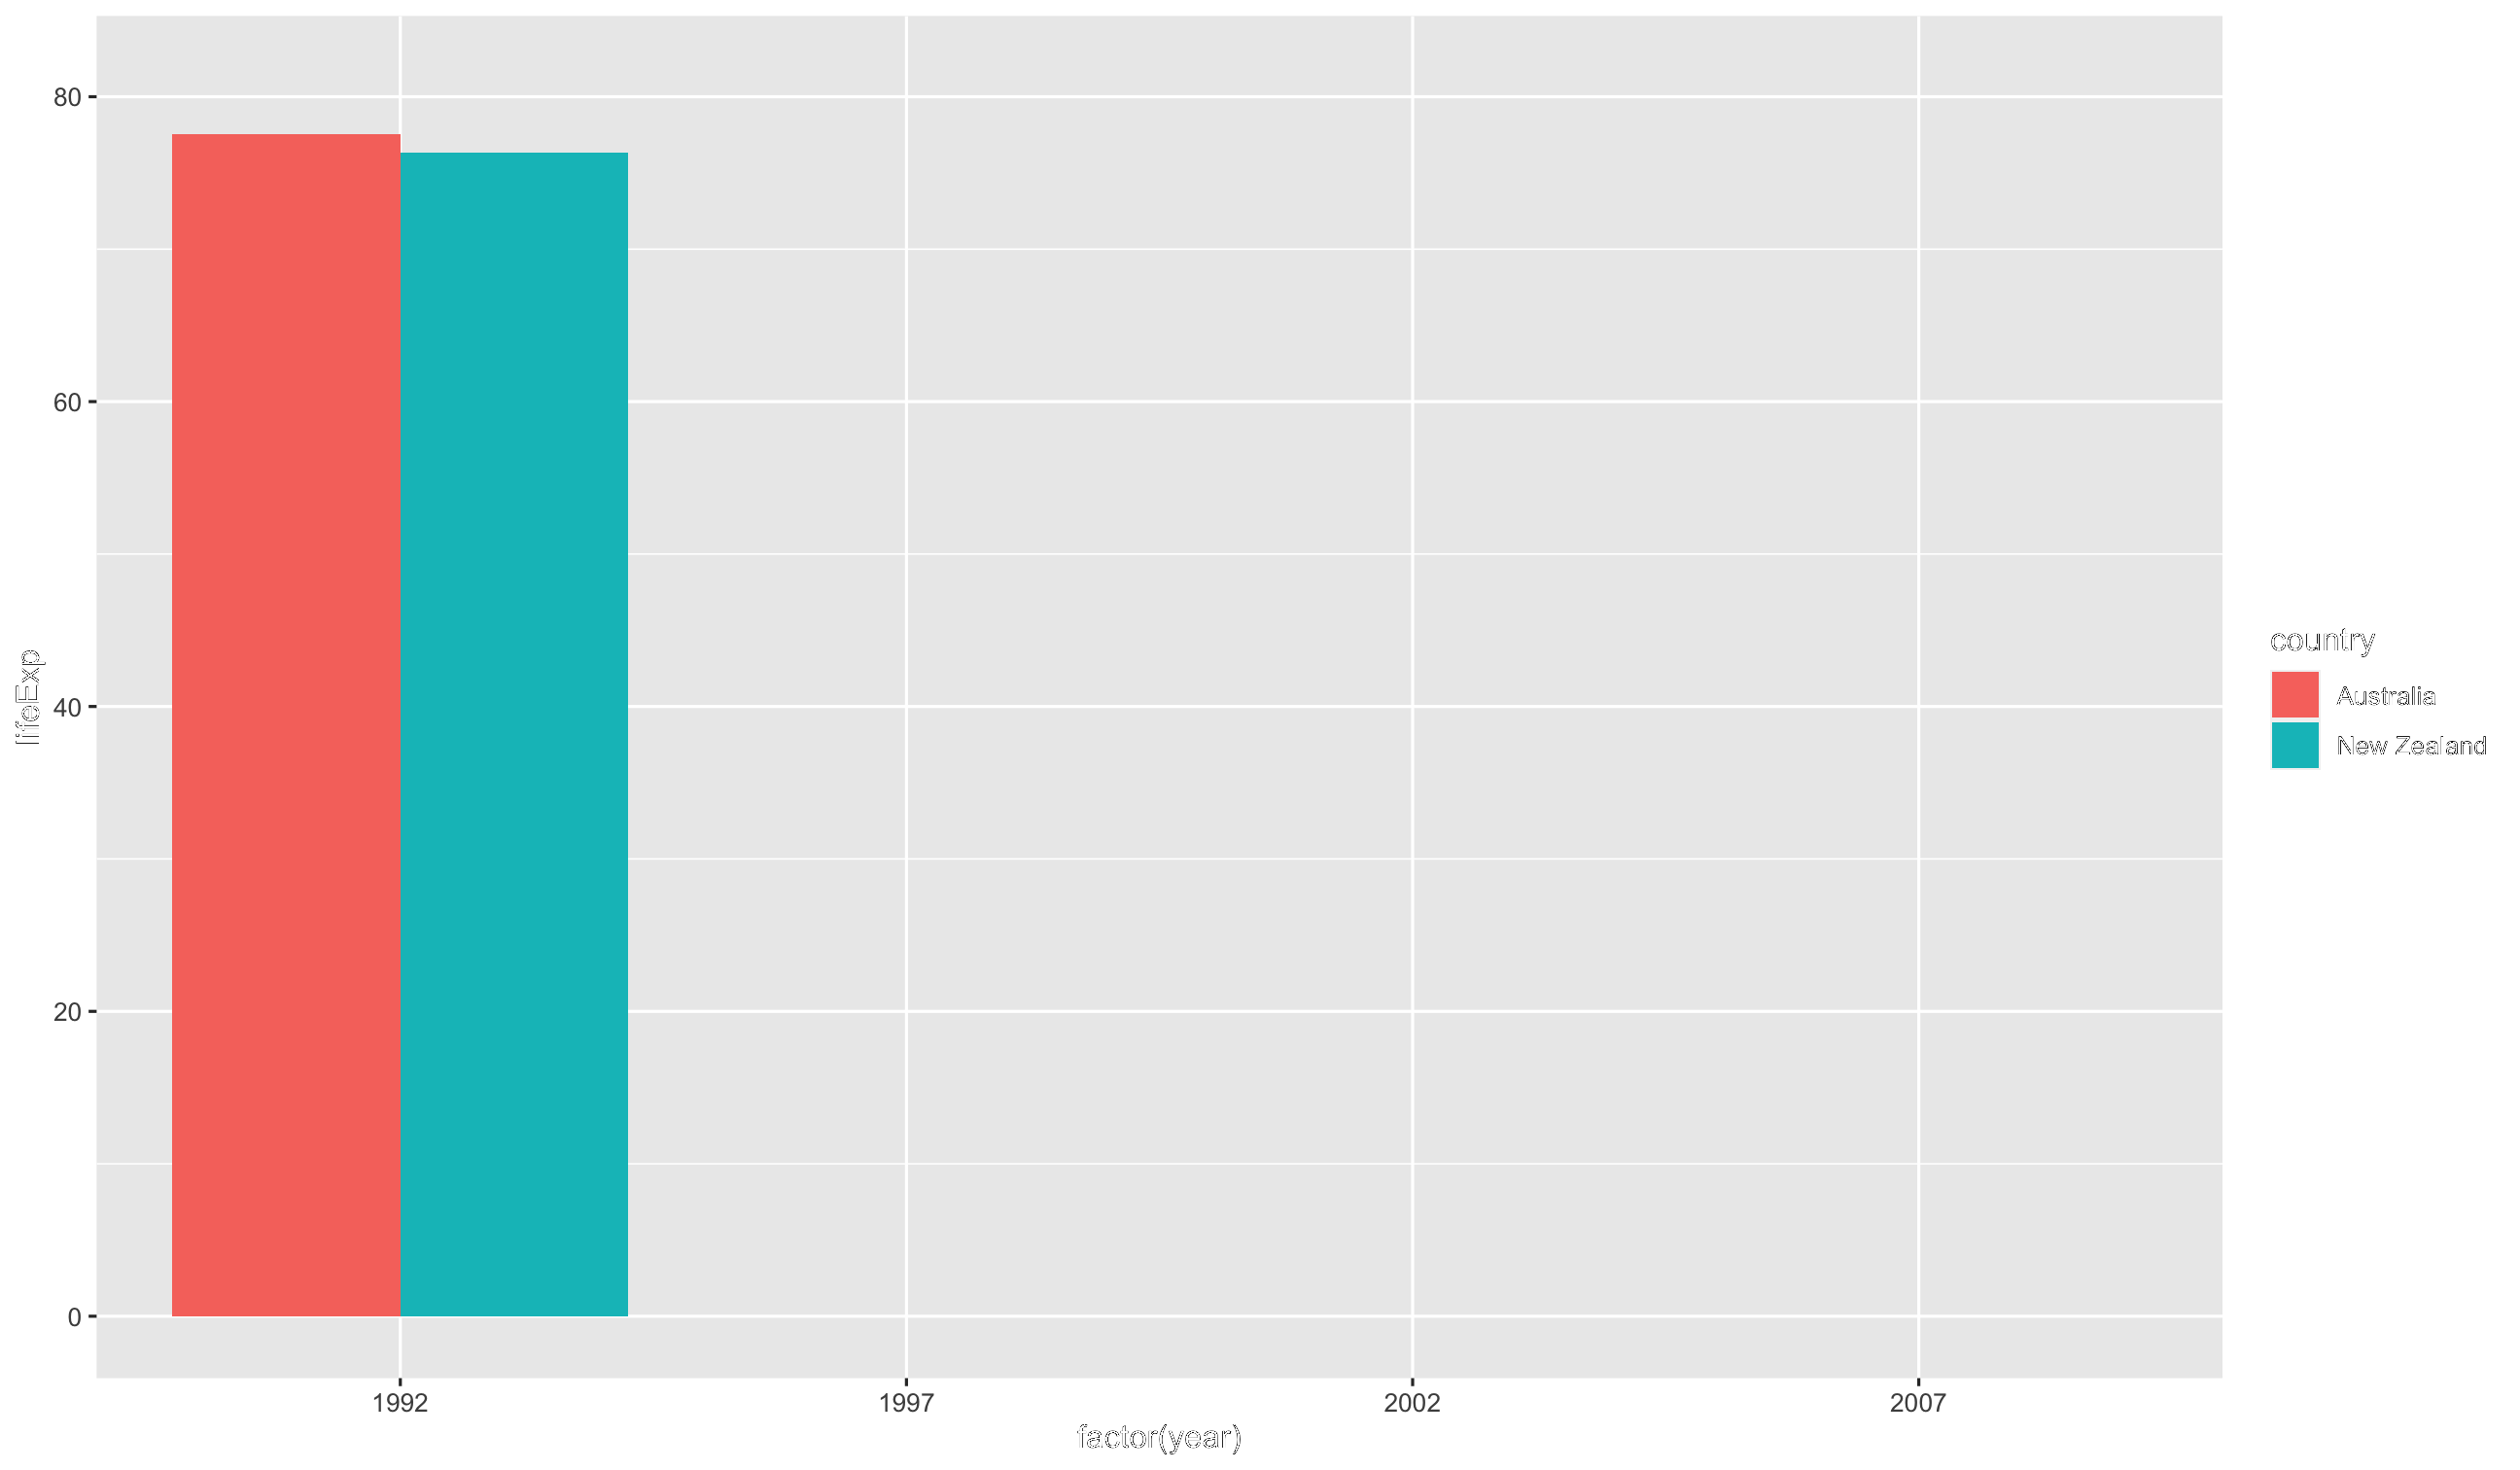 80
60
40
20
0
lifeExp
1992 1997 2002 2007
factor(year)
country
Australia
New Zealand